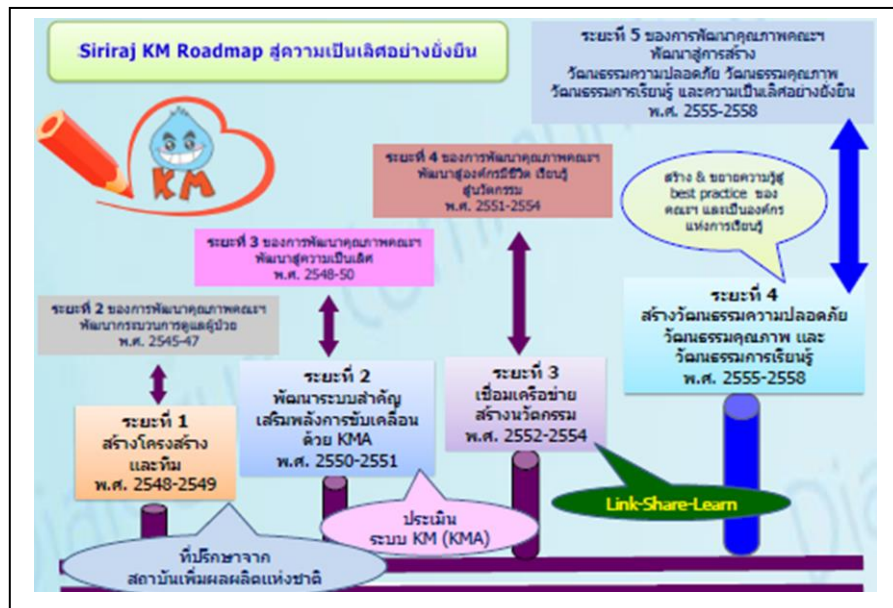 Siriraj KM Roadmap สู่ความเป็นเลิศอย่างยั่งยืน
KM
ระยะที่ 5 ของการพัฒนาคุณภาพคณะฯ
พัฒนาสู่การสร้าง
วัฒนธรรมความปลอดภัย วัฒนธรรมคุณภาพ
วัฒนธรรมการเรียนรู้ และความเป็นเลิศอย่างยั่งยืน
พ.ศ. 2555-2558
ระยะที่ 4 ของการพัฒนาคุณภาพคณะฯ
พัฒนาสู่องค์กรมีชีวิต เรียนรู้
สู่นวัตกรรม
พ.ศ. 2551-2554
สร้าง & ขยายความรู้สู่
best practice ของ
คณะฯ และเป็นองค์กร
แห่งการเรียนรู้
ระยะที่ 3 ของการพัฒนาคุณภาพคณะฯ
พัฒนาสู่ความเป็นเลิศ
พ.ศ. 2548-50
ระยะที่ 2 ของการพัฒนาคุณภาพคณะฯ
พัฒนากระบวนการดูแลผู้ป่วย
พ.ศ. 2545-47
ระยะที่ 1
สร้างโครงสร้าง
และทีม
พ.ศ. 2548-2549
ระยะที่ 2
พัฒนาระบบสำคัญ
เสริมพลังการขับเคลื่อน
ด้วย KMA
พ.ศ. 2550-2551
ระยะที่ 3
เชื่อมเครือข่าย
สร้างนวัตกรรม
พ.ศ. 2552-2554
ระยะที่ 4
สร้างวัฒนธรรมความปลอดภัย
วัฒนธรรมคุณภาพ และ
วัฒนธรรมการเรียนรู้
พ.ศ. 2555-2558
Link-Share-Learn
ประเมิน
ระบบ KM (KMA)
ที่ปรึกษาจาก
สถาบันเพิ่มผลผลิตแห่งชาติ